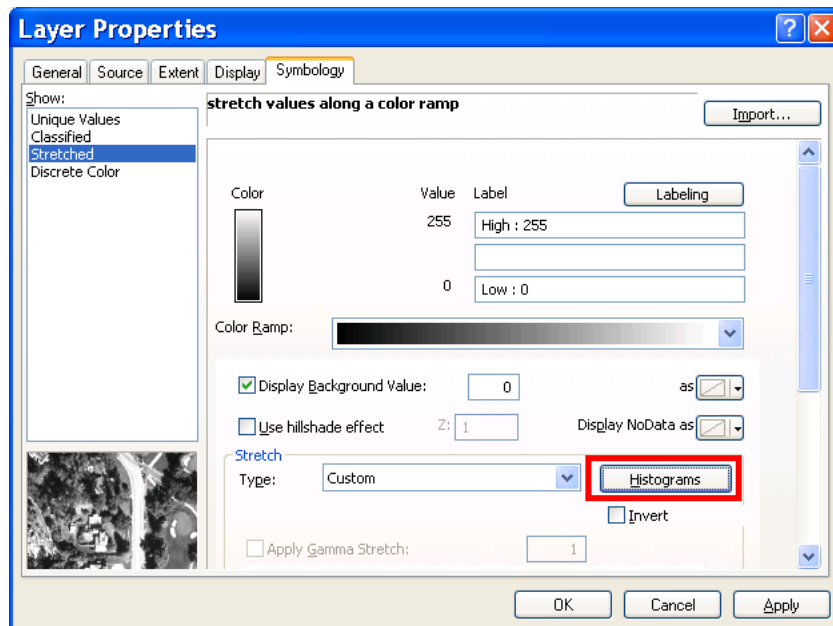 Layer Properties
General Source Extent Display Symbology
Show:
Unique Values
Classified
Stretched
Discrete Color
stretch values along a color ramp
Import...
Color Value Label Labeling
255 High : 255
0 Low : 0
Color Ramp:
Display Background Value: 0 as
Use hillshade effect Z: 1 Display NoData as
Stretch
Type: Custom Histograms
Invert
Apply Gamma Stretch: 1
OK Cancel Apply